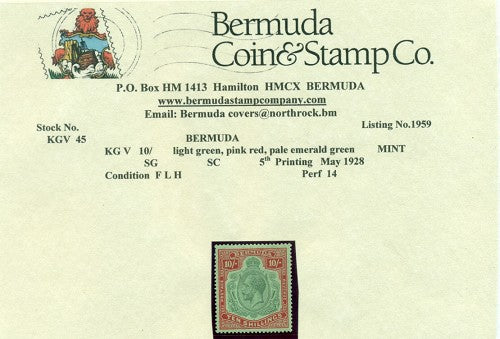 Bermuda
Coin&Stamp Co.
P.O. Box HM 1413 Hamilton HMCX BERMUDA
www.bermudastampcompany.com
Email: Bermuda covers@northrock.bm
Stock No. Listing No.1959
KGV 45 BERMUDA
KG V 10/ light green, pink red, pale emerald green MINT
SG SC 5th Printing May 1928
Condition F L H Perf 14
BERMUDA
10/- 10/-
TEN SHILLINGS